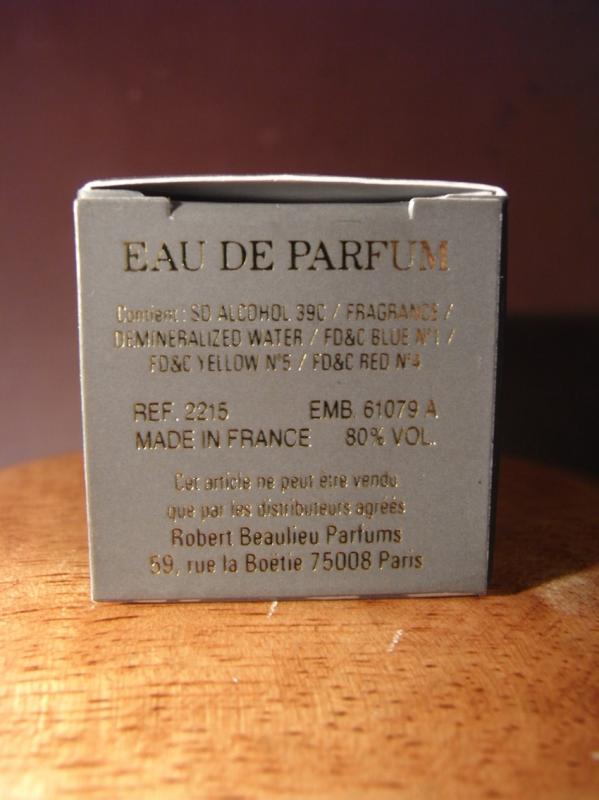 EAU DE PARFUM
Contient : SD ALCOHOL 39C / FRAGRANCE /
DEMINERALIZED WATER / FD&C BLUE N°1 /
FD&C YELLOW N°5 / FD&C RED N°4
REF. 2215 EMB. 61079 A
MADE IN FRANCE 80% VOL.
Cet article ne peut être vendu
que par les distributeurs agréés
Robert Beaulieu Parfums
59, rue la Boëtie 75008 Paris